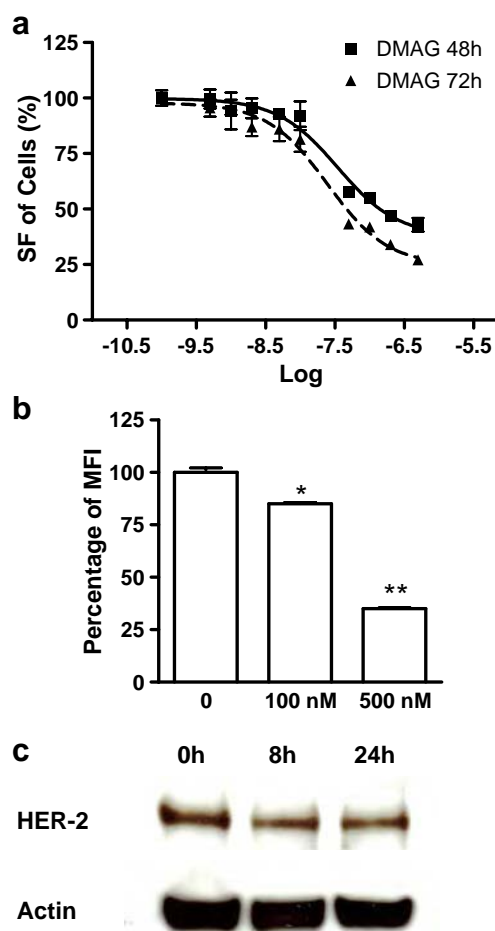 a
125
100
75
50
25
0
SF of Cells (%)
DMAG 48h
DMAG 72h
-10.5 -9.5 -8.5 -7.5 -6.5 -5.5
Log
b
125
100
75
50
25
0
Percentage of MFI
*
**
0 100 nM 500 nM
c
0h 8h 24h
HER-2
Actin